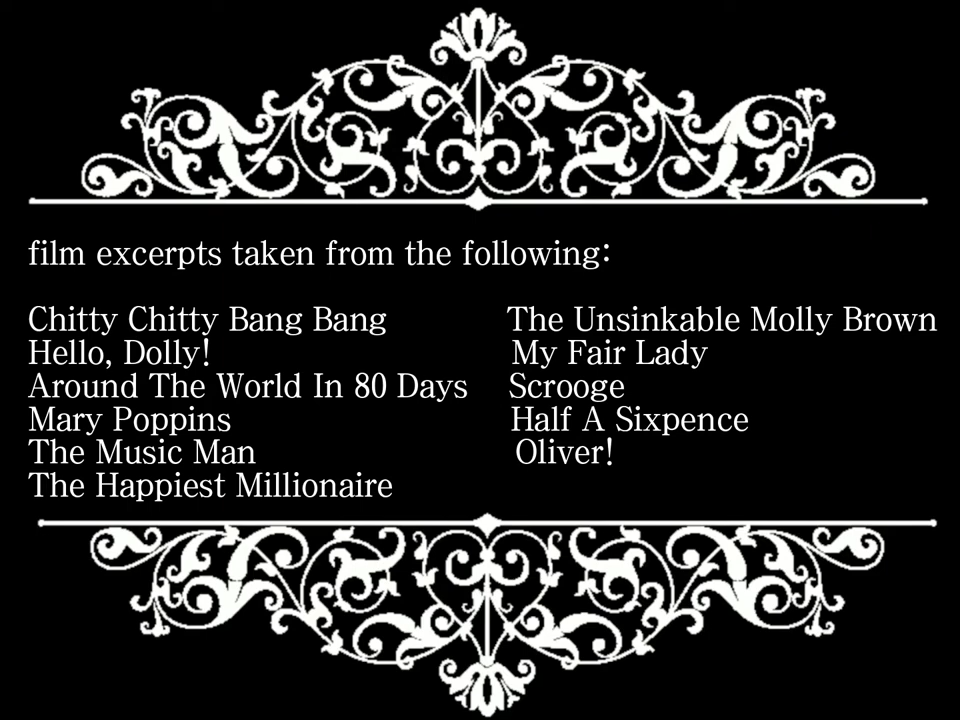 film excerpts taken from the following:
Chitty Chitty Bang Bang
Hello, Dolly!
Around The World In 80 Days
Mary Poppins
The Music Man
The Happiest Millionaire
The Unsinkable Molly Brown
My Fair Lady
Scrooge
Half A Sixpence
Oliver!